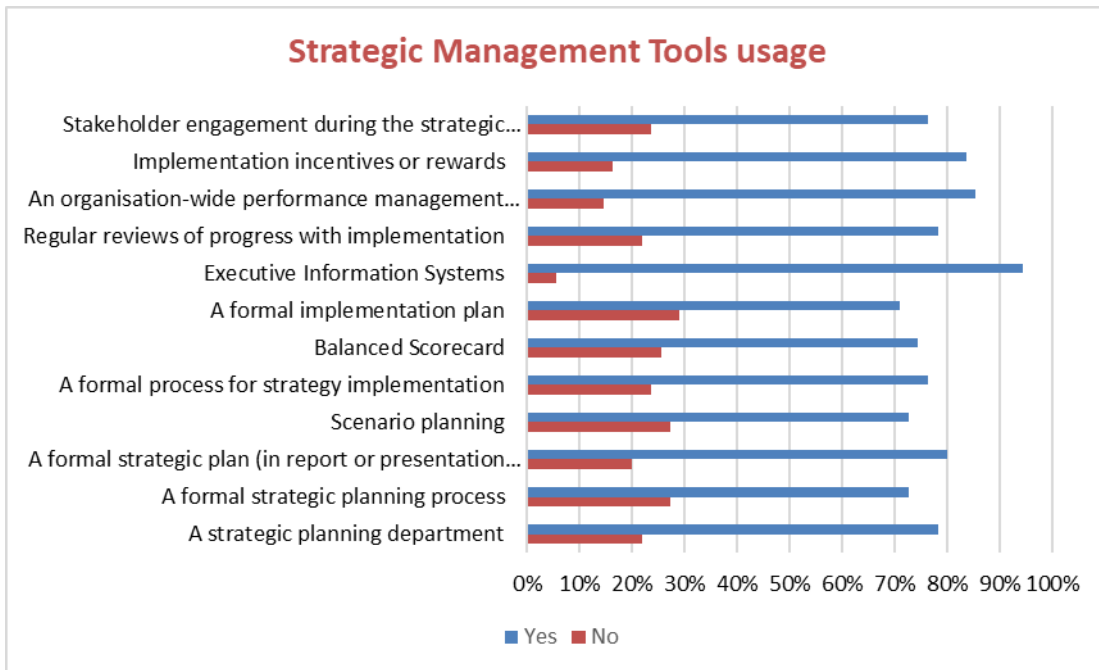 Strategic Management Tools usage
Stakeholder engagement during the strategic...
Implementation incentives or rewards
An organisation-wide performance management...
Regular reviews of progress with implementation
Executive Information Systems
A formal implementation plan
Balanced Scorecard
A formal process for strategy implementation
Scenario planning
A formal strategic plan (in report or presentation...
A formal strategic planning process
A strategic planning department
0% 10% 20% 30% 40% 50% 60% 70% 80% 90% 100%
Yes No